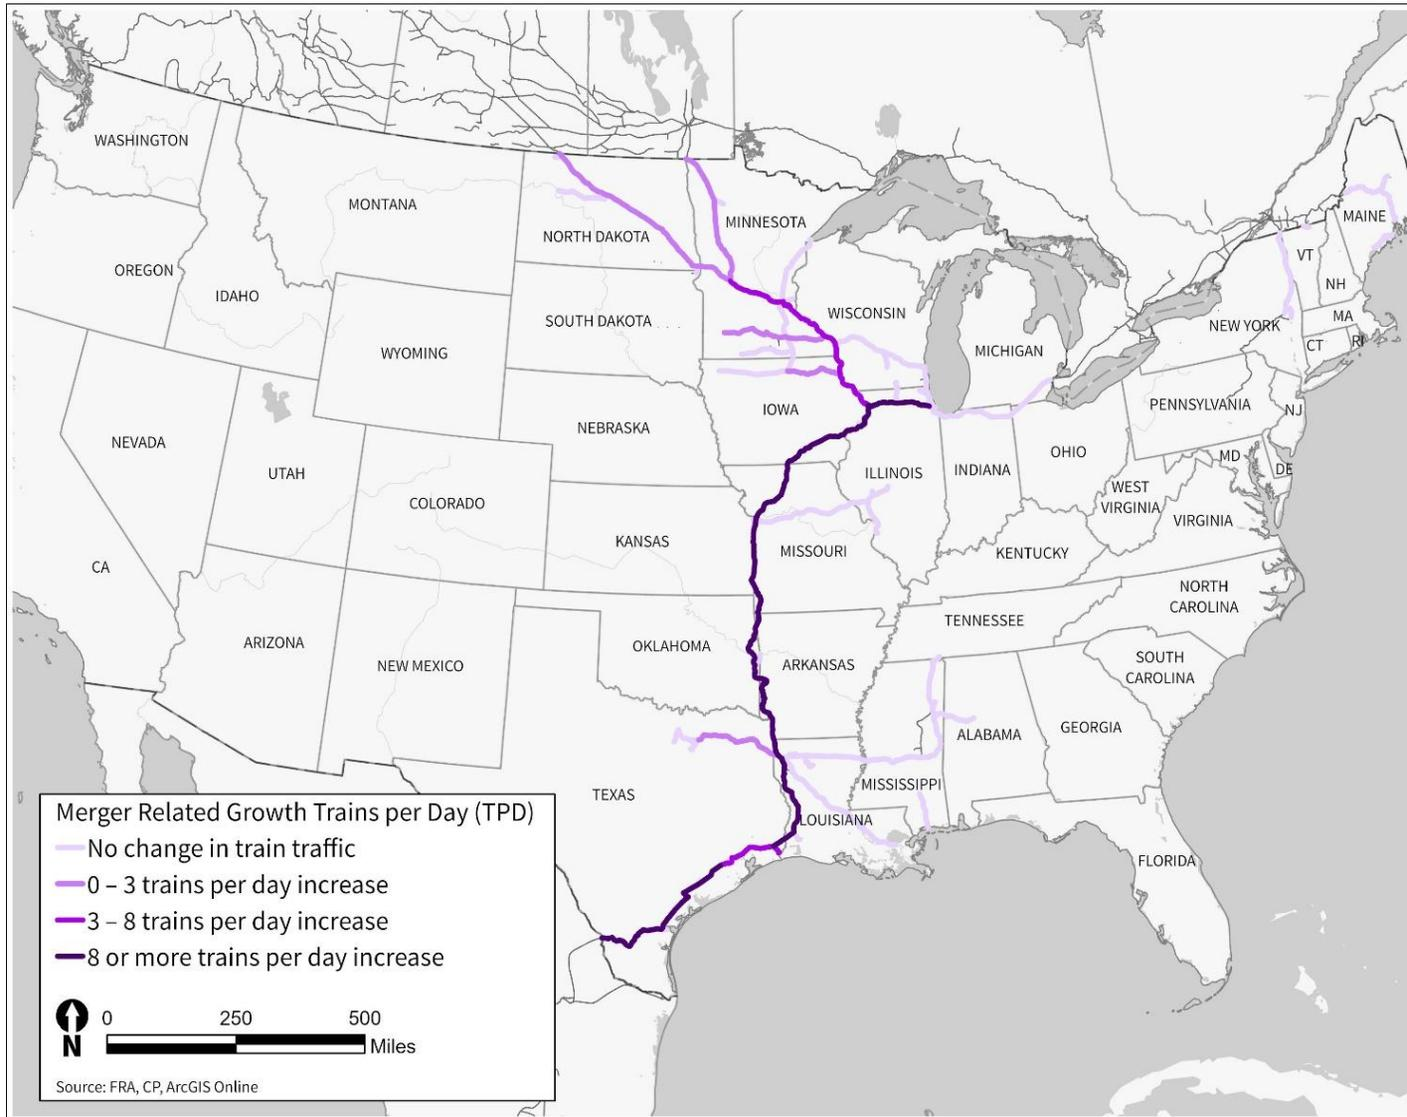 WASHINGTON
MONTANA
NORTH DAKOTA
MINNESOTA
MAINE
VT
NH
OREGON
IDAHO
SOUTH DAKOTA
WISCONSIN
MICHIGAN
NEW YORK
MA
CT
RI
WYOMING
NEBRASKA
IOWA
PENNSYLVANIA
NJ
NEVADA
UTAH
COLORADO
ILLINOIS
INDIANA
OHIO
MD
DE
WEST
VIRGINIA
VIRGINIA
CA
KANSAS
MISSOURI
KENTUCKY
NORTH
CAROLINA
ARIZONA
NEW MEXICO
OKLAHOMA
ARKANSAS
TENNESSEE
SOUTH
CAROLINA
TEXAS
MISSISSIPPI
ALABAMA
GEORGIA
LOUISIANA
FLORIDA
Merger Related Growth Trains per Day (TPD)
No change in train traffic
0 – 3 trains per day increase
3 – 8 trains per day increase
8 or more trains per day increase
N
0 250 500
Miles
Source: FRA, CP, ArcGIS Online